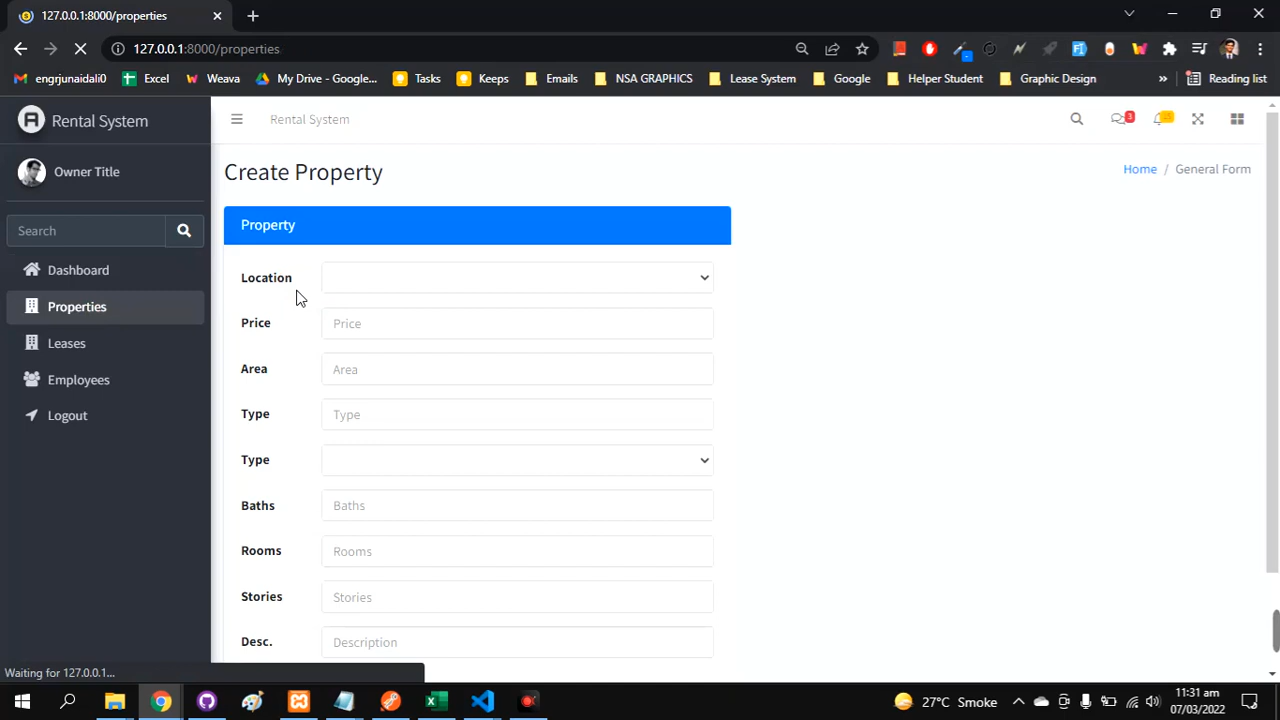 127.0.0.1:8000/properties
127.0.0.1:8000/properties
engrjunaidali0
Excel
Weava
My Drive - Google...
Tasks
Keeps
Emails
NSA GRAPHICS
Lease System
Google
Helper Student
Graphic Design
»
Reading list
Rental System
Rental System
3
Owner Title
Create Property
Home / General Form
Search
Property
Dashboard
Properties
Leases
Employees
Logout
Location
Price
Price
Area
Area
Type
Type
Type
Baths
Baths
Rooms
Rooms
Stories
Stories
Desc.
Description
Waiting for 127.0.0.1...
27°C Smoke
11:31 am
07/03/2022